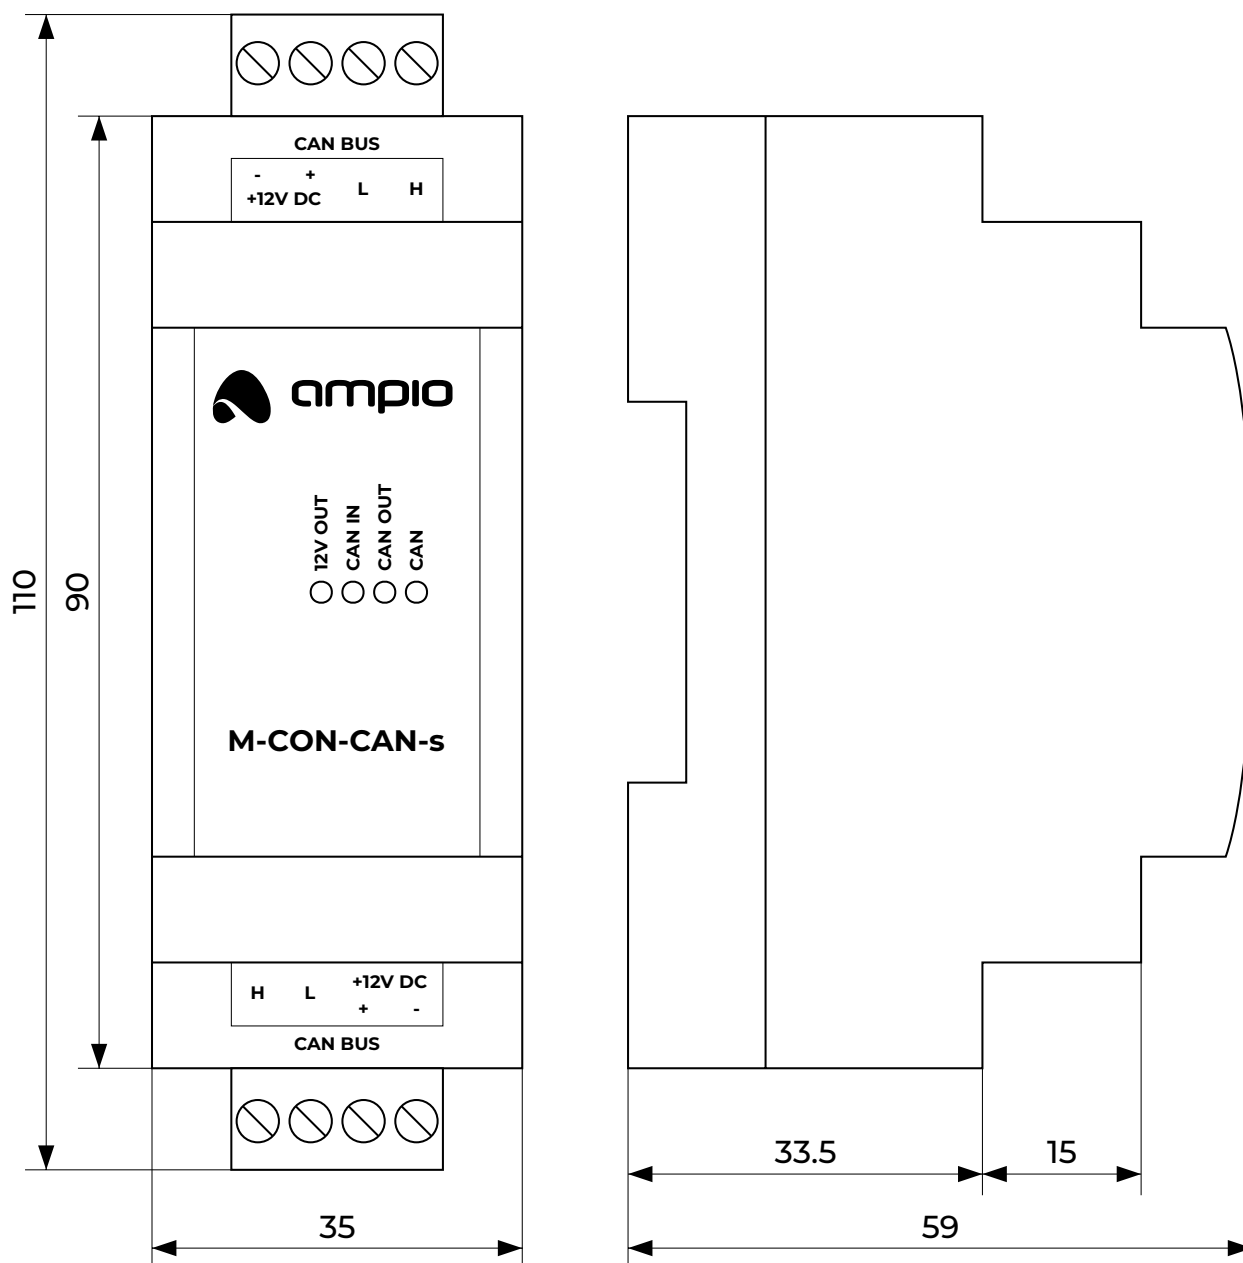 CAN BUS
- +
+12V DC L H
ampio
12V OUT
CAN IN
CAN OUT
CAN
110
90
M-CON-CAN-s
H L +12V DC
+ -
CAN BUS
33.5 15
35 59